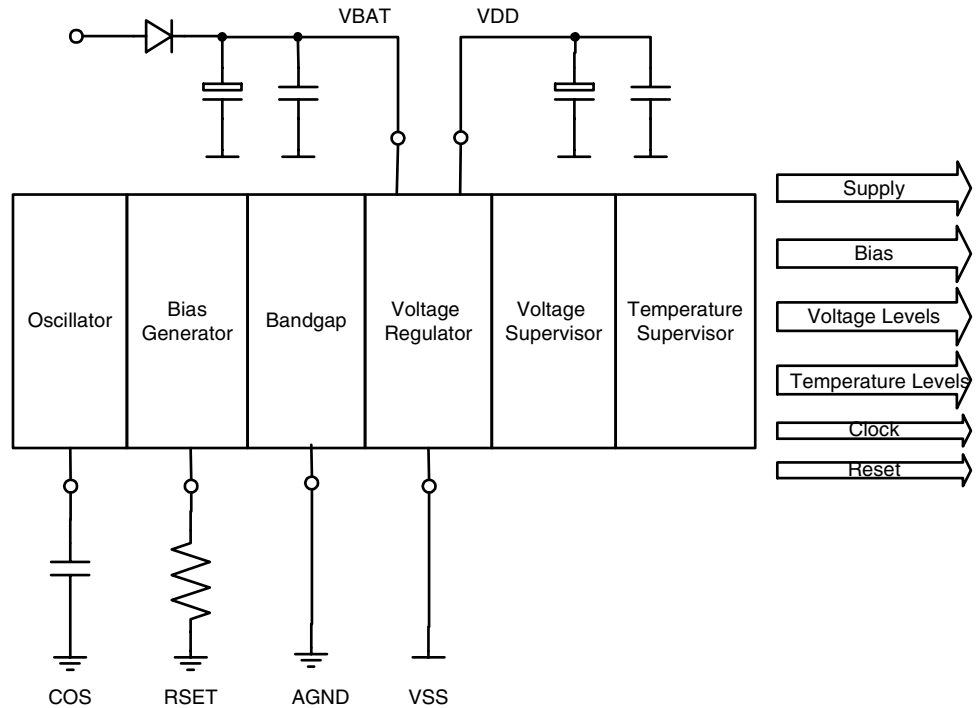 VBAT
VDD
Oscillator
Bias
Generator
Bandgap
Voltage
Regulator
Voltage
Supervisor
Temperature
Supervisor
Supply
Bias
Voltage Levels
Temperature Levels
Clock
Reset
COS
RSET
AGND
VSS